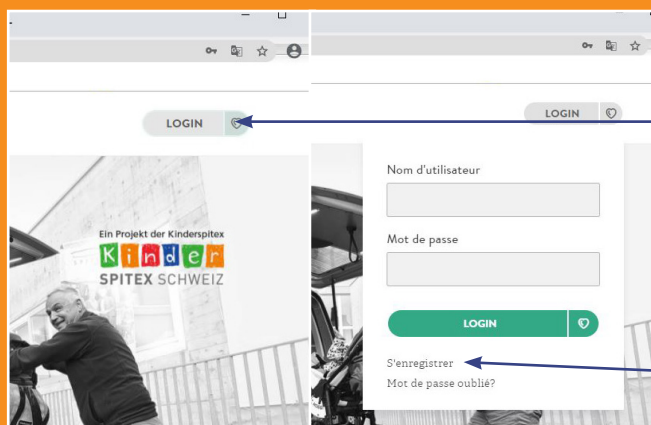 LOGIN
Ein Projekt der Kinderspitex
Kinder
SPITEX SCHWEIZ
LOGIN
Nom d'utilisateur
Mot de passe
LOGIN
S'enregistrer
Mot de passe oublié?